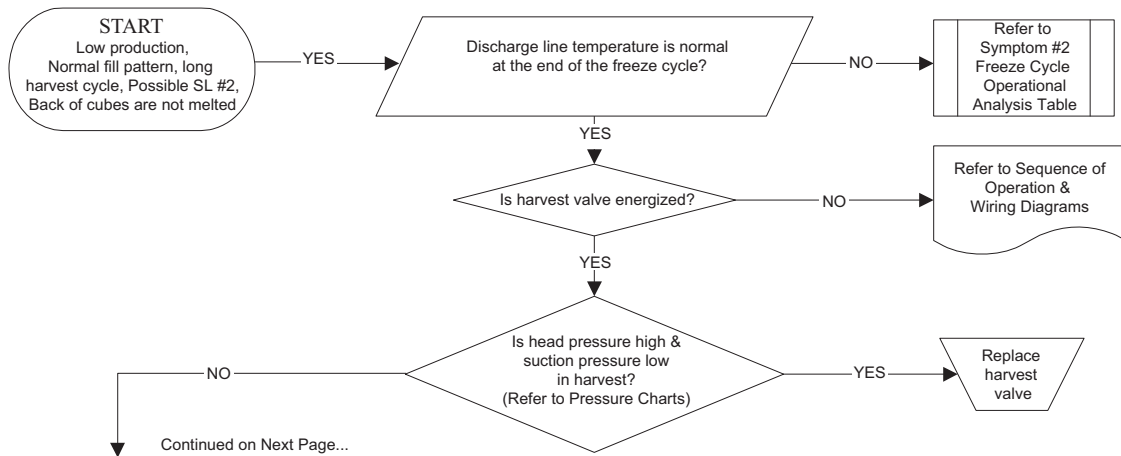 START
Low production,
Normal fill pattern, long
harvest cycle, Possible SL #2,
Back of cubes are not melted
YES
Discharge line temperature is normal
at the end of the freeze cycle?
NO
Refer to
Symptom #2
Freeze Cycle
Operational
Analysis Table
YES
Is harvest valve energized?
NO
Refer to Sequence of
Operation &
Wiring Diagrams
YES
Is head pressure high &
suction pressure low
in harvest?
(Refer to Pressure Charts)
YES
Replace
harvest
valve
NO
Continued on Next Page...